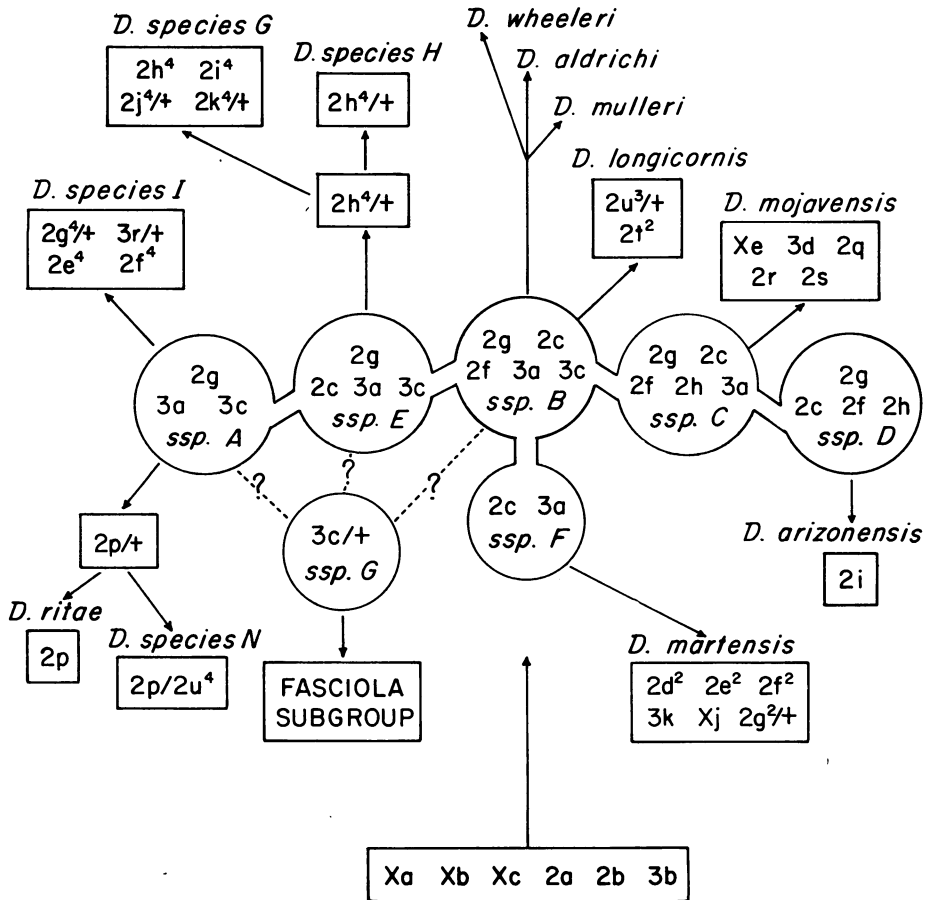 D. wheeleri
D. species G
D. aldrichi
D. species H
2h⁴ 2i⁴
2j⁴/+ 2k⁴/+
2h⁴/+
D. mulleri
D. longicornis
D. species I
2h⁴/+
2u³/+
2t²
D. mojavensis
2g⁴/+ 3r/+
2e⁴ 2f⁴
Xe 3d 2q
2r 2s
2g
3a 3c
ssp. A
2g
2c 3a 3c
ssp. E
2g 2c
2f 3a 3c
ssp. B
2g 2c
2f 2h 3a
ssp. C
2g
2c 2f 2h
ssp. D
? ? ?
2p/+
3c/+
ssp. G
2c 3a
ssp. F
D. arizonensis
2i
D. ritae
2p
D. species N
2p/2u⁴
FASCIOLA
SUBGROUP
D. martensis
2d² 2e² 2f²
3k Xj 2g²/+
Xa Xb Xc 2a 2b 3b